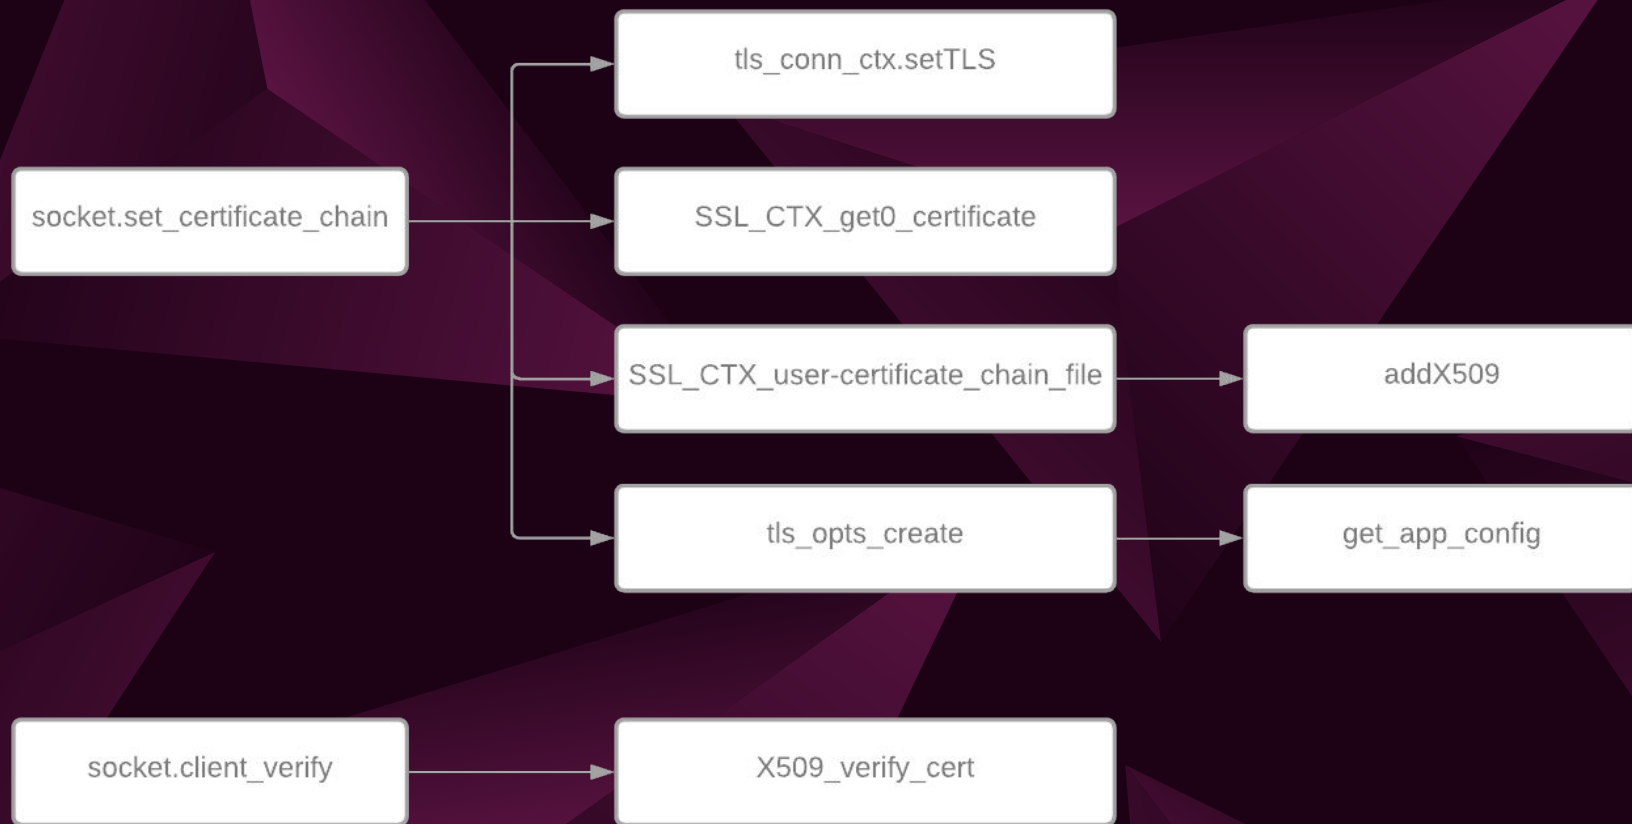 tls_conn_ctx.setTLS
socket.set_certificate_chain
SSL_CTX_get0_certificate
SSL_CTX_user-certificate_chain_file
addX509
tls_opts_create
get_app_config
socket.client_verify
X509_verify_cert